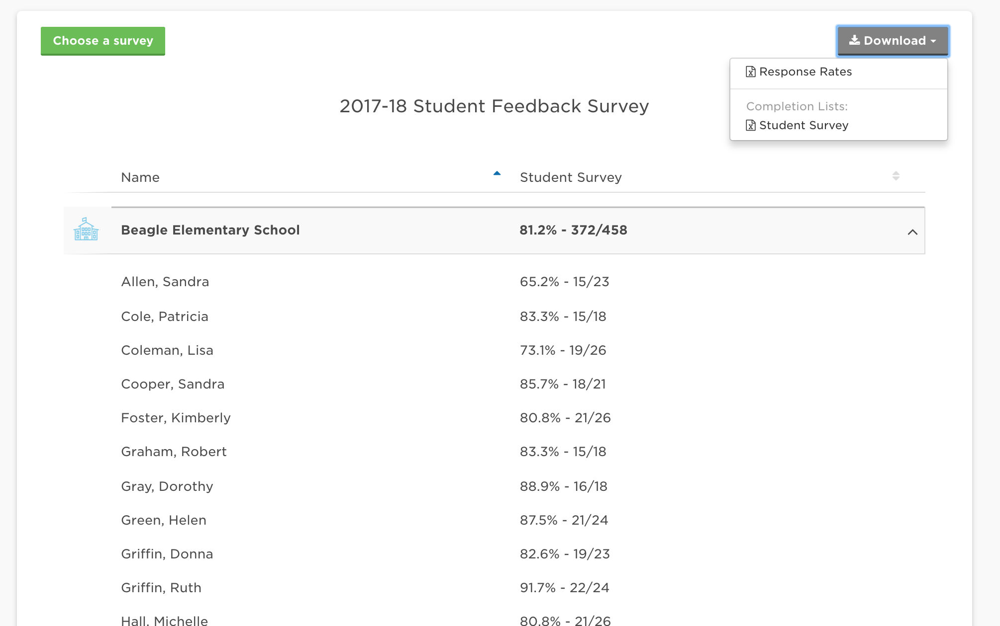 Choose a survey
Download
Response Rates
Completion Lists:
Student Survey
2017-18 Student Feedback Survey
Name Student Survey
Beagle Elementary School 81.2% - 372/458
Allen, Sandra 65.2% - 15/23
Cole, Patricia 83.3% - 15/18
Coleman, Lisa 73.1% - 19/26
Cooper, Sandra 85.7% - 18/21
Foster, Kimberly 80.8% - 21/26
Graham, Robert 83.3% - 15/18
Gray, Dorothy 88.9% - 16/18
Green, Helen 87.5% - 21/24
Griffin, Donna 82.6% - 19/23
Griffin, Ruth 91.7% - 22/24
Hall, Michelle 80.8% - 21/26